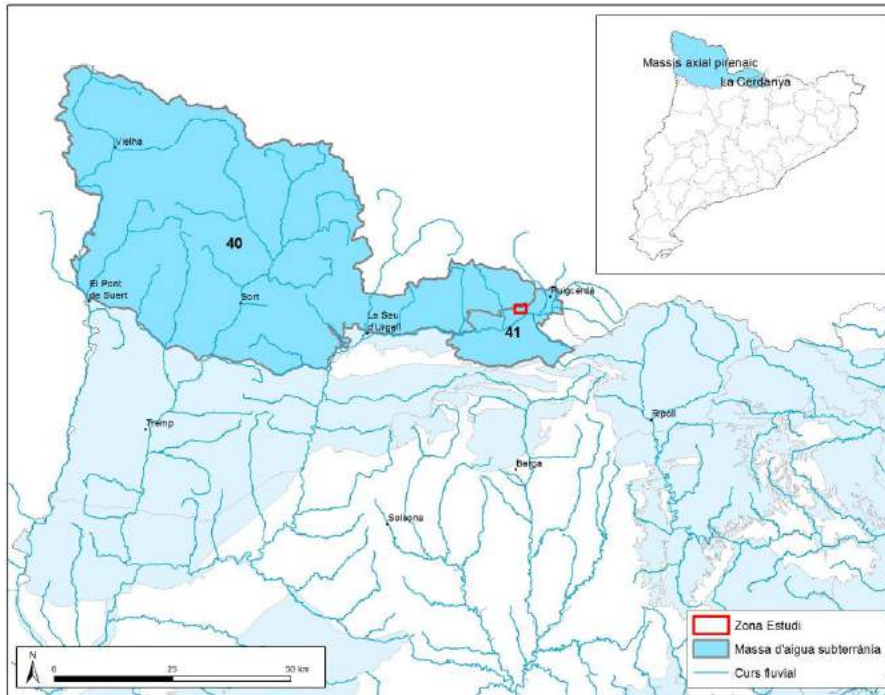 Massís axial pirenaic
La Cerdanya
Vielha
40
El Pont
de Suert
Sort
La Seu
d'Urgell
Puigcerdà
41
Tremp
Ripoll
Berga
Solsona
N
0 25 50 km
Zona Estudi
Massa d'aigua subterrània
Curs fluvial